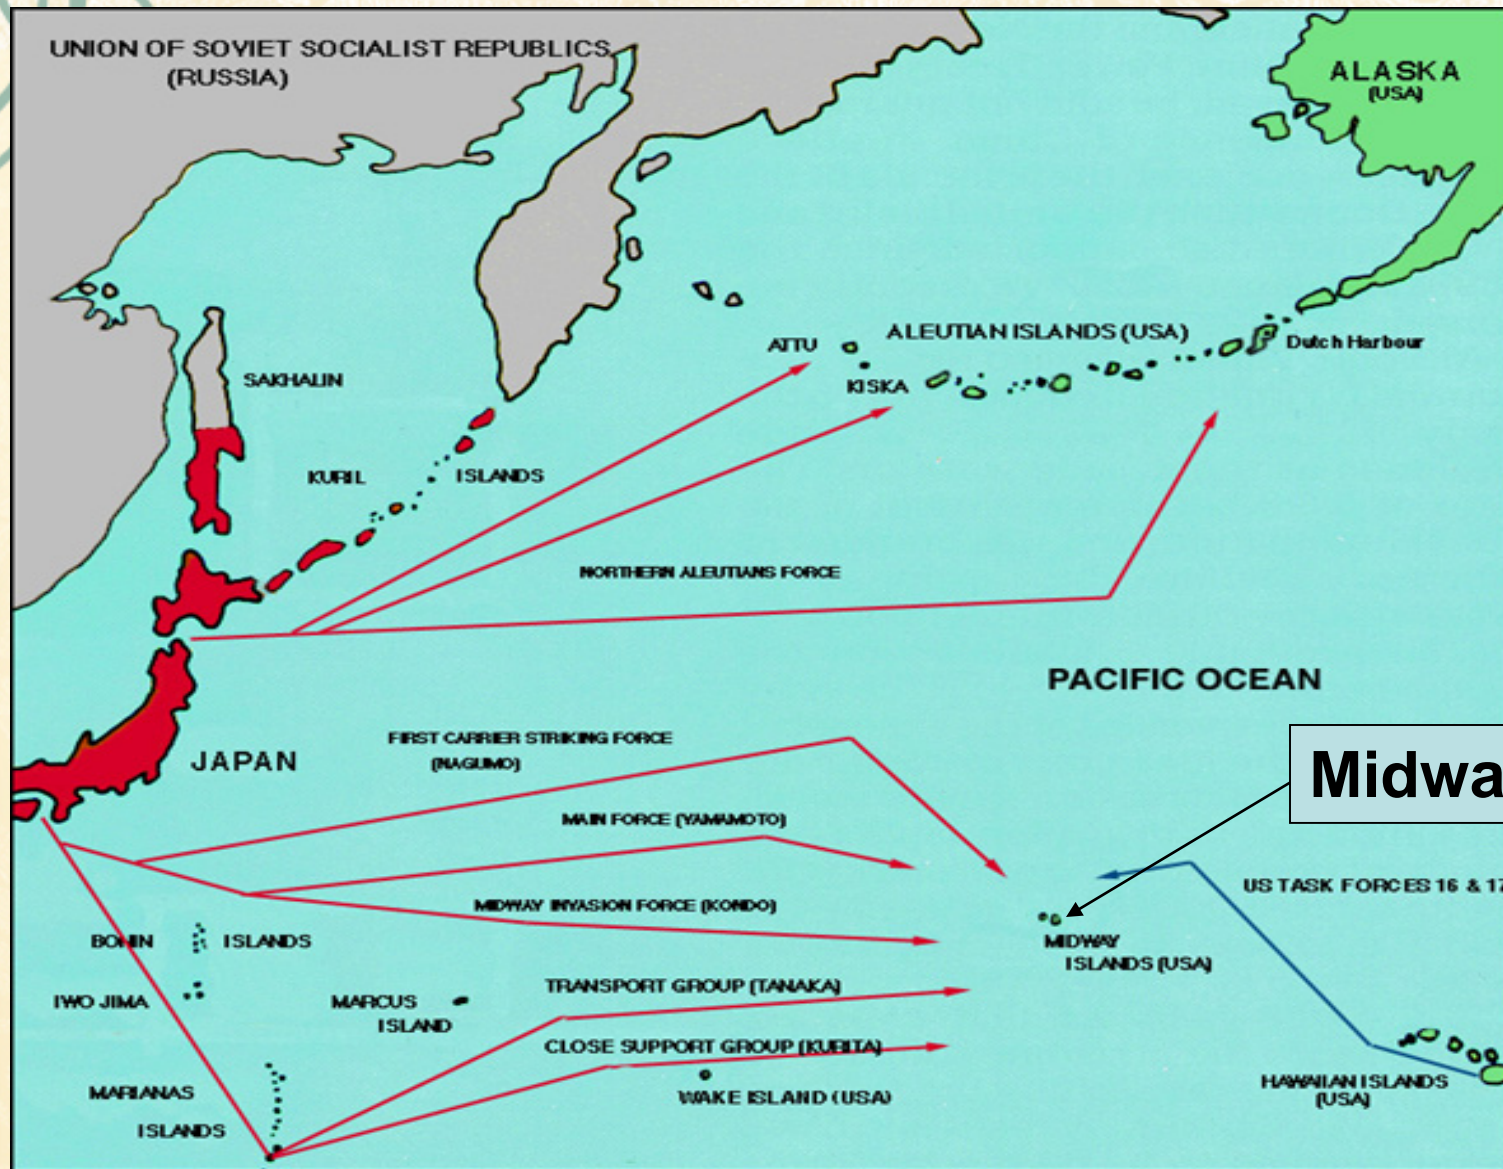 UNION OF SOVIET SOCIALIST REPUBLICS
(RUSSIA)
ALASKA
(USA)
ATTU
ALEUTIAN ISLANDS (USA)
Dutch Harbour
SAKHALIN
KISKA
KURIL
ISLANDS
NORTHERN ALEUTIANS FORCE
PACIFIC OCEAN
JAPAN
FIRST CARRIER STRIKING FORCE
(NAGUMO)
Midwa
MAIN FORCE (YAMAMOTO)
US TASK FORCES 16 & 17
MIDWAY INVASION FORCE (KONDO)
BONIN ISLANDS
MIDWAY
ISLANDS (USA)
IWO JIMA
MARCUS
ISLAND
TRANSPORT GROUP (TANAKA)
CLOSE SUPPORT GROUP (KURITA)
MARIANAS
ISLANDS
WAKE ISLAND (USA)
HAWAIIAN ISLANDS
(USA)